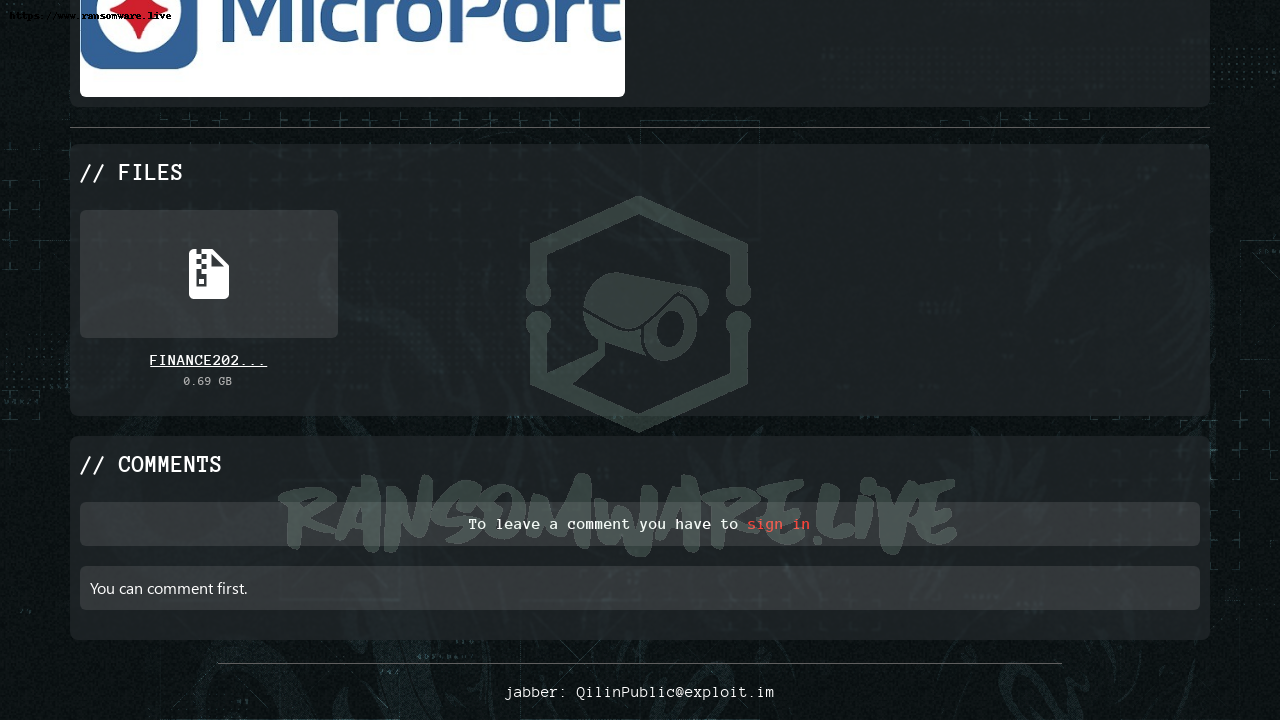 https://www.ransomware.live
MicroPort
// FILES
FINANCE202...
0.69 GB
// COMMENTS
RANSOMWARE.LIVE
To leave a comment you have to sign in
You can comment first.
jabber: QilinPublic@exploit.im